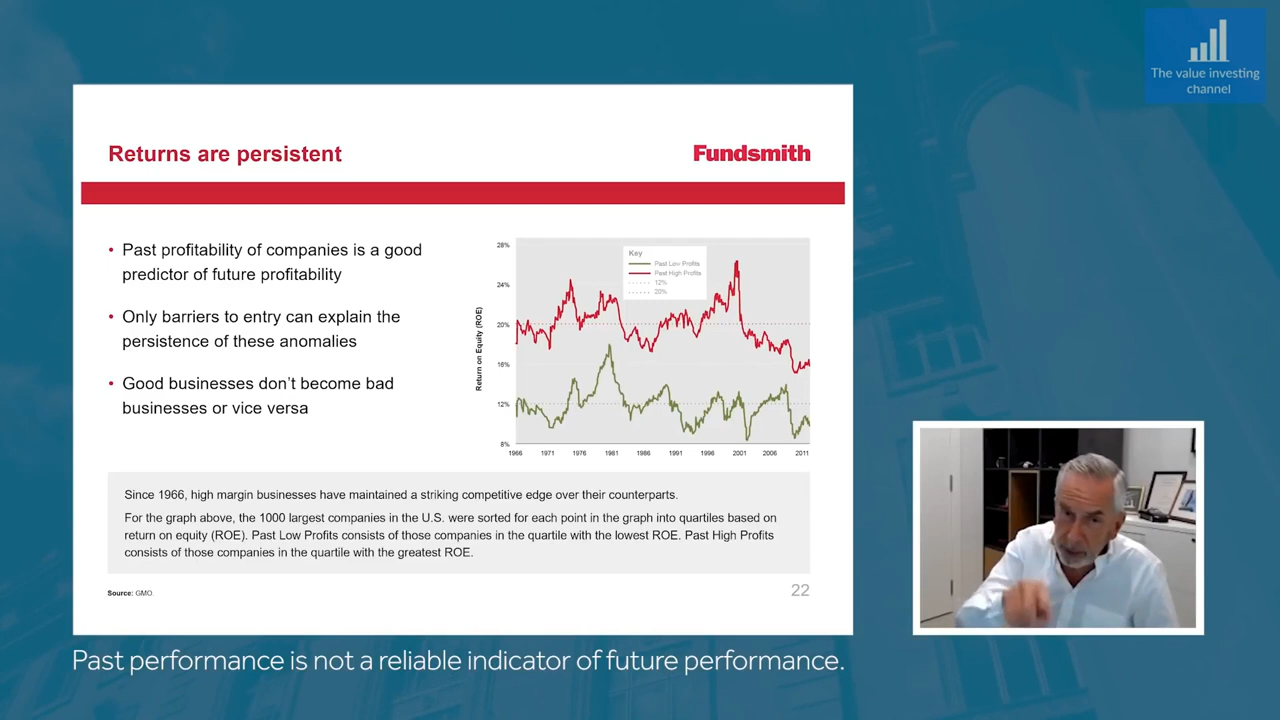 The value investing
channel
Returns are persistent
Fundsmith
• Past profitability of companies is a good
predictor of future profitability
• Only barriers to entry can explain the
persistence of these anomalies
• Good businesses don't become bad
businesses or vice versa
Return on Equity (ROE)
28%
24%
20%
16%
12%
8%
Key
Past Low Profits
Past High Profits
12%
20%
1966 1971 1976 1981 1986 1991 1996 2001 2006 2011
Since 1966, high margin businesses have maintained a striking competitive edge over their counterparts.
For the graph above, the 1000 largest companies in the U.S. were sorted for each point in the graph into quartiles based on
return on equity (ROE). Past Low Profits consists of those companies in the quartile with the lowest ROE. Past High Profits
consists of those companies in the quartile with the greatest ROE.
Source: GMO.
22
Past performance is not a reliable indicator of future performance.